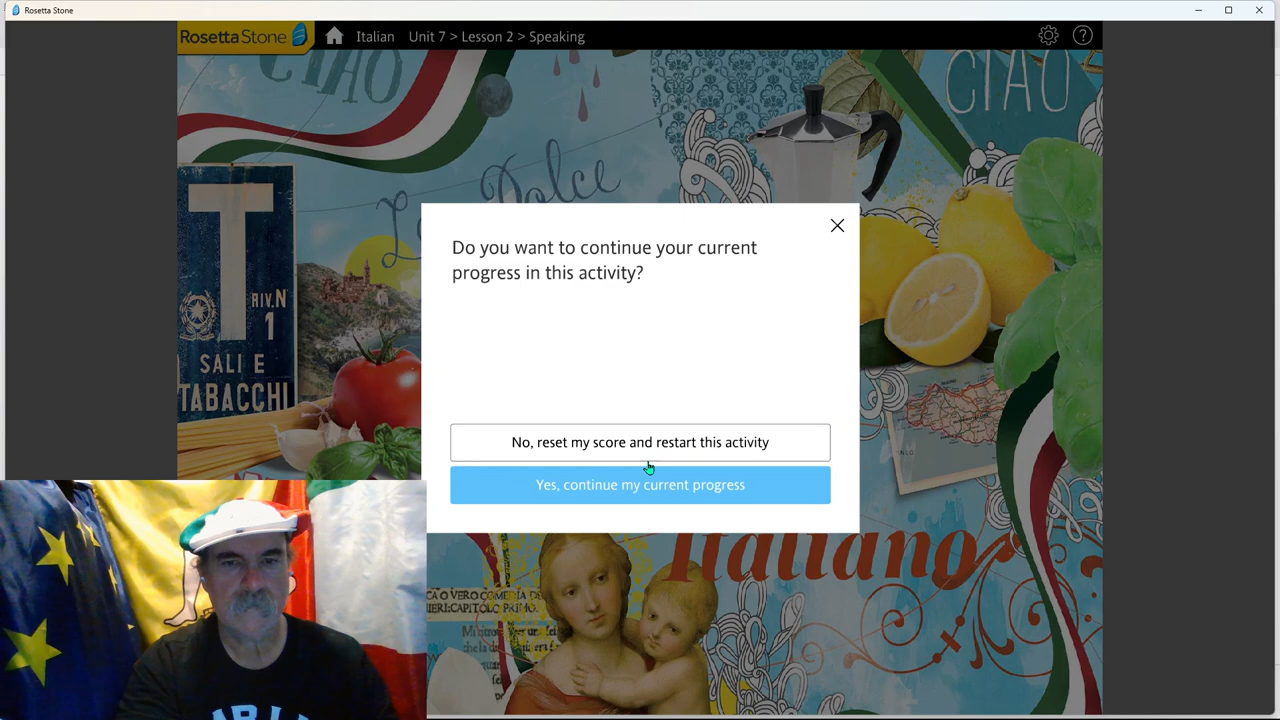 Rosetta Stone
RosettaStone
Italian Unit 7 > Lesson 2 > Speaking
?
CIAO
CIAO
Dolce
T
RIV.N
1
SALI E
TABACCHI
Do you want to continue your current
progress in this activity?
No, reset my score and restart this activity
Yes, continue my current progress
Italiano